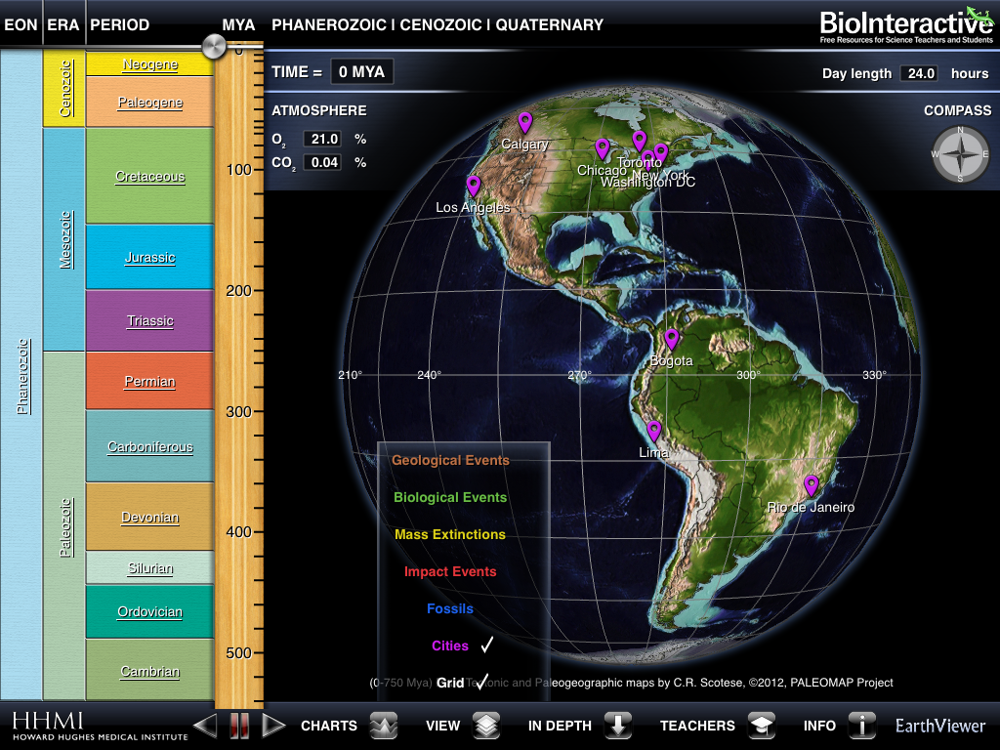 EON ERA PERIOD MYA
PHANEROZOIC | CENOZOIC | QUATERNARY
BioInteractive
Free Resources for Science Teachers and Students
TIME = 0 MYA
Day length 24.0 hours
ATMOSPHERE
O2 21.0 %
CO2 0.04 %
COMPASS
N
W E
S
Phanerozoic
Cenozoic
Mesozoic
Paleozoic
Neogene
Paleogene
Cretaceous
Jurassic
Triassic
Permian
Carboniferous
Devonian
Silurian
Ordovician
Cambrian
0
100
200
300
400
500
Calgary
Toronto
Chicago
New York
Washington DC
Los Angeles
Bogota
210° 240° 270° 300° 330°
Lima
Rio de Janeiro
Geological Events
Biological Events
Mass Extinctions
Impact Events
Fossils
Cities
Grid
(0-750 Mya) Tectonic and Paleogeographic maps by C.R. Scotese, ©2012, PALEOMAP Project
HHMI
HOWARD HUGHES MEDICAL INSTITUTE
CHARTS VIEW IN DEPTH TEACHERS INFO EarthViewer